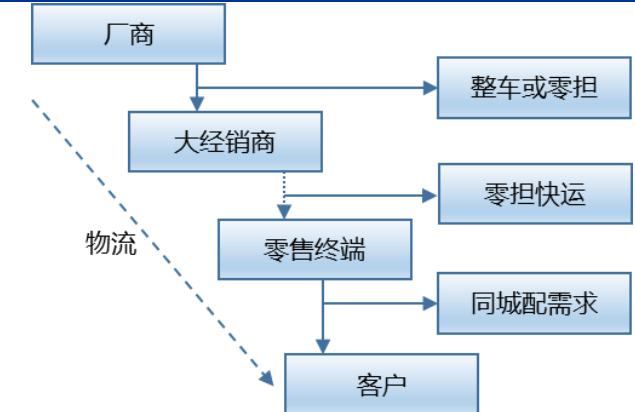 厂商
整车或零担
大经销商
零担快运
零售终端
物流
同城配需求
客户